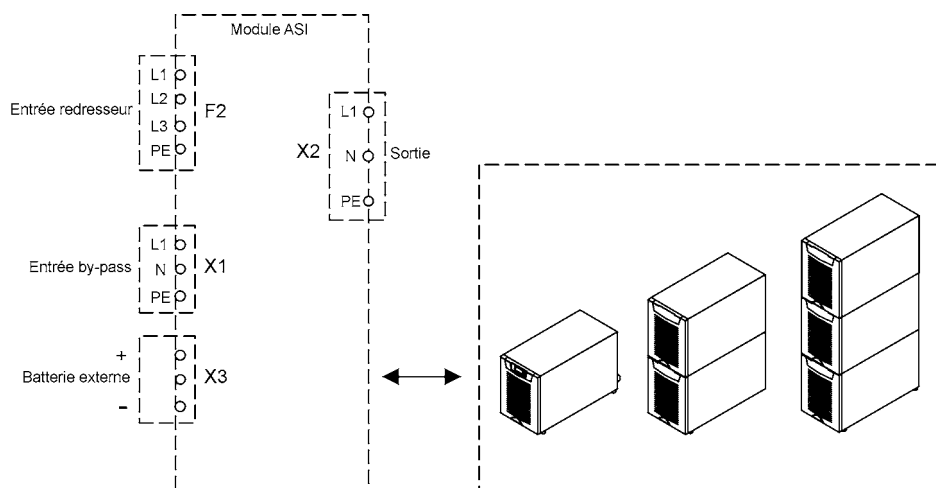 Module ASI
Entrée redresseur
L1
L2
L3
PE
F2
X2
L1
N
PE
Sortie
Entrée by-pass
L1
N
PE
X1
+
Batterie externe
-
X3